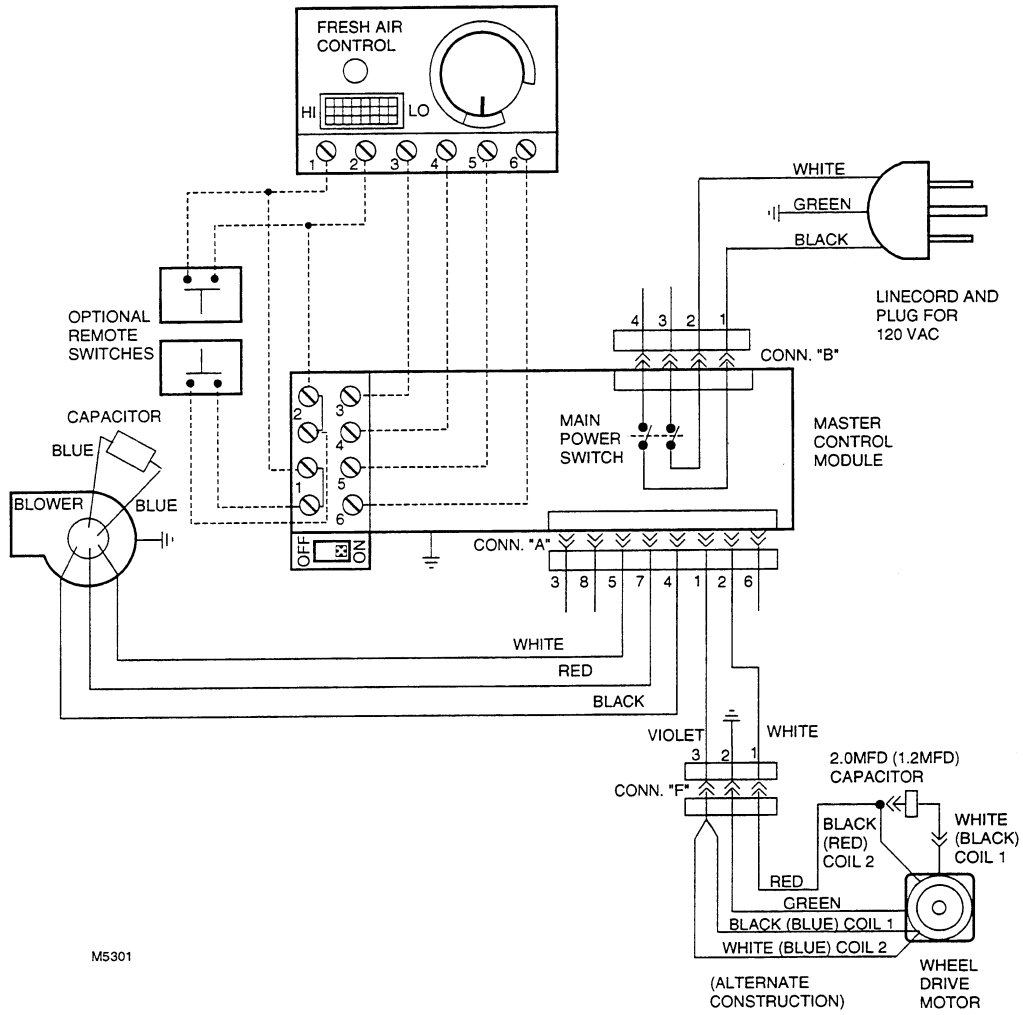 FRESH AIR
CONTROL
HI
LO
1 2 3 4 5 6
WHITE
GREEN
BLACK
LINECORD AND
PLUG FOR
120 VAC
OPTIONAL
REMOTE
SWITCHES
4 3 2 1
CONN. "B"
CAPACITOR
BLUE
BLUE
BLOWER
2 3
4
1 5
6
MAIN
POWER
SWITCH
MASTER
CONTROL
MODULE
OFF
ON
CONN. "A"
3 8 5 7 4 1 2 6
WHITE
RED
BLACK
VIOLET
WHITE
3 2 1
CONN. "F"
2.0MFD (1.2MFD)
CAPACITOR
BLACK
(RED)
COIL 2
WHITE
(BLACK)
COIL 1
RED
GREEN
BLACK (BLUE) COIL 1
WHITE (BLUE) COIL 2
M5301
(ALTERNATE
CONSTRUCTION)
WHEEL
DRIVE
MOTOR